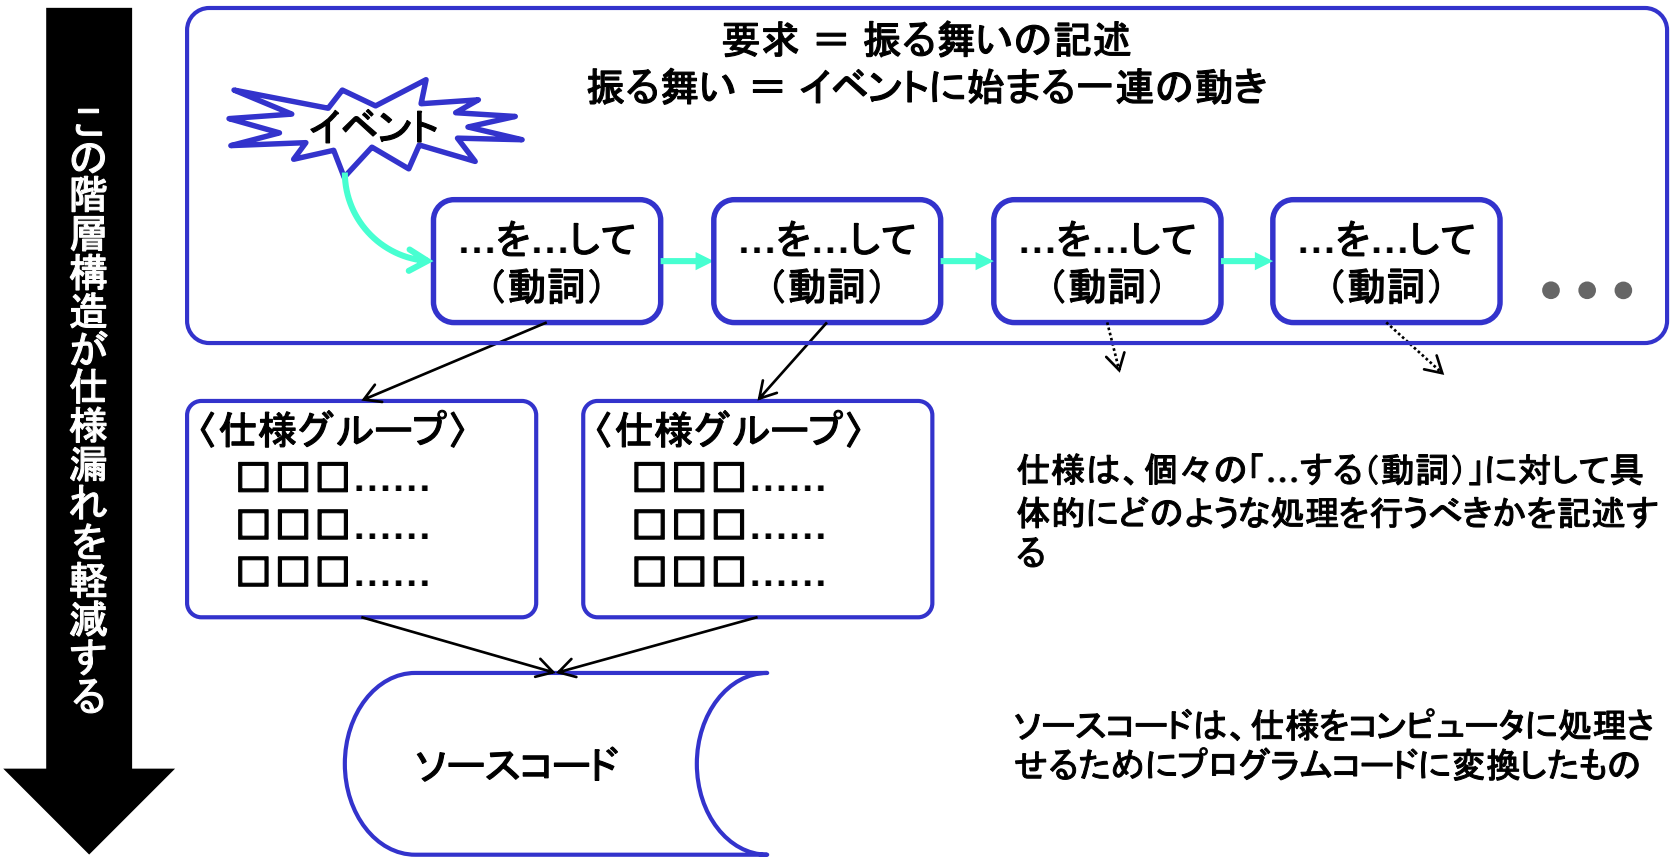 この階層構造が仕様漏れを軽減する
要求 ＝ 振る舞いの記述
振る舞い ＝ イベントに始まる一連の動き
イベント
…を…して
（動詞）
…を…して
（動詞）
…を…して
（動詞）
…を…して
（動詞）
●●●
〈仕様グループ〉
□□□……
□□□……
□□□……
〈仕様グループ〉
□□□……
□□□……
□□□……
仕様は、個々の「…する（動詞）」に対して具
体的にどのような処理を行うべきかを記述す
る
ソースコード
ソースコードは、仕様をコンピュータに処理さ
せるためにプログラムコードに変換したもの